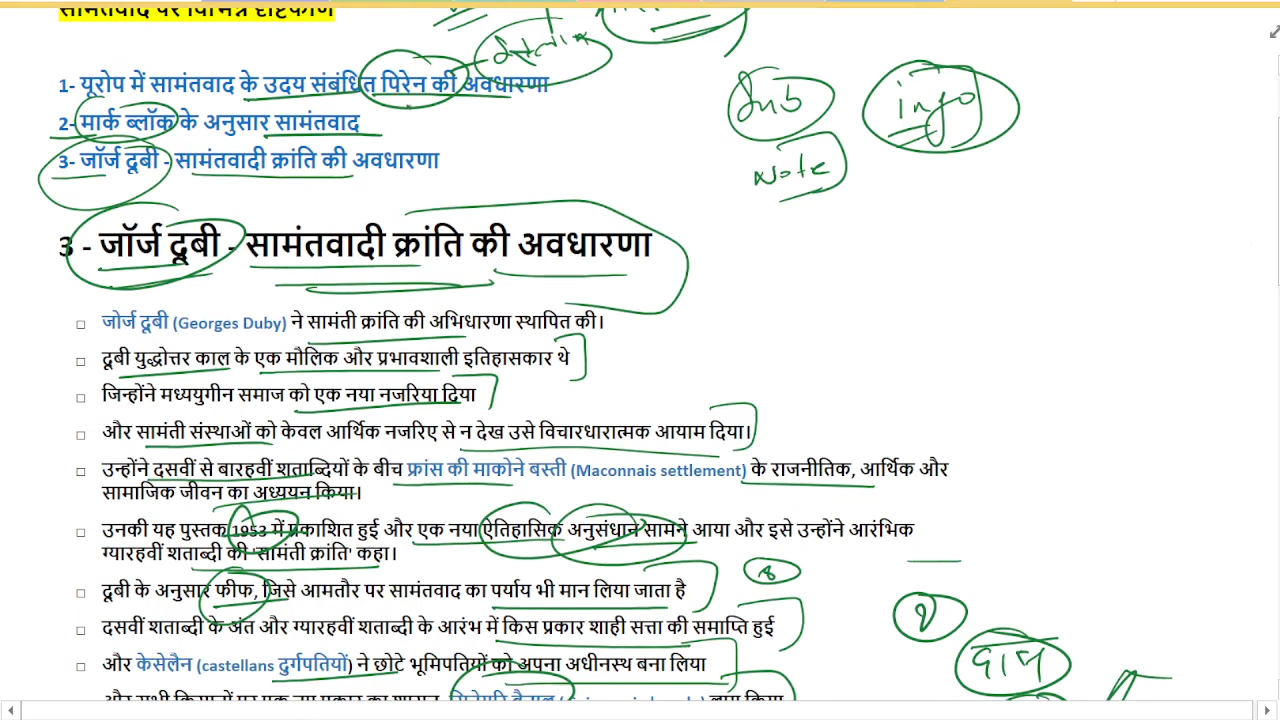 सामंतवाद पर विभिन्न दृष्टिकोण
1- यूरोप में सामंतवाद के उदय संबंधित पिरेन की अवधारणा
2- मार्क ब्लॉक के अनुसार सामंतवाद
3- जॉर्ज दूबी - सामंतवादी क्रांति की अवधारणा
Sub
info
Note
3 - जॉर्ज दूबी - सामंतवादी क्रांति की अवधारणा
जोर्ज दूबी (Georges Duby) ने सामंती क्रांति की अभिधारणा स्थापित की।
दूबी युद्धोत्तर काल के एक मौलिक और प्रभावशाली इतिहासकार थे
जिन्होंने मध्ययुगीन समाज को एक नया नजरिया दिया
और सामंती संस्थाओं को केवल आर्थिक नजरिए से न देख उसे विचारधारात्मक आयाम दिया।
उन्होंने दसवीं से बारहवीं शताब्दियों के बीच फ्रांस की माकोने बस्ती (Maconnais settlement) के राजनीतिक, आर्थिक और
सामाजिक जीवन का अध्ययन किया।
उनकी यह पुस्तक 1953 में प्रकाशित हुई और एक नया ऐतिहासिक अनुसंधान सामने आया और इसे उन्होंने आरंभिक
ग्यारहवीं शताब्दी की 'सामंती क्रांति' कहा।
दूबी के अनुसार फीफ, जिसे आमतौर पर सामंतवाद का पर्याय भी मान लिया जाता है
दसवीं शताब्दी के अंत और ग्यारहवीं शताब्दी के आरंभ में किस प्रकार शाही सत्ता की समाप्ति हुई
और केसेलैन (castellans दुर्गपतियों) ने छोटे भूमिपतियों को अपना अधीनस्थ बना लिया